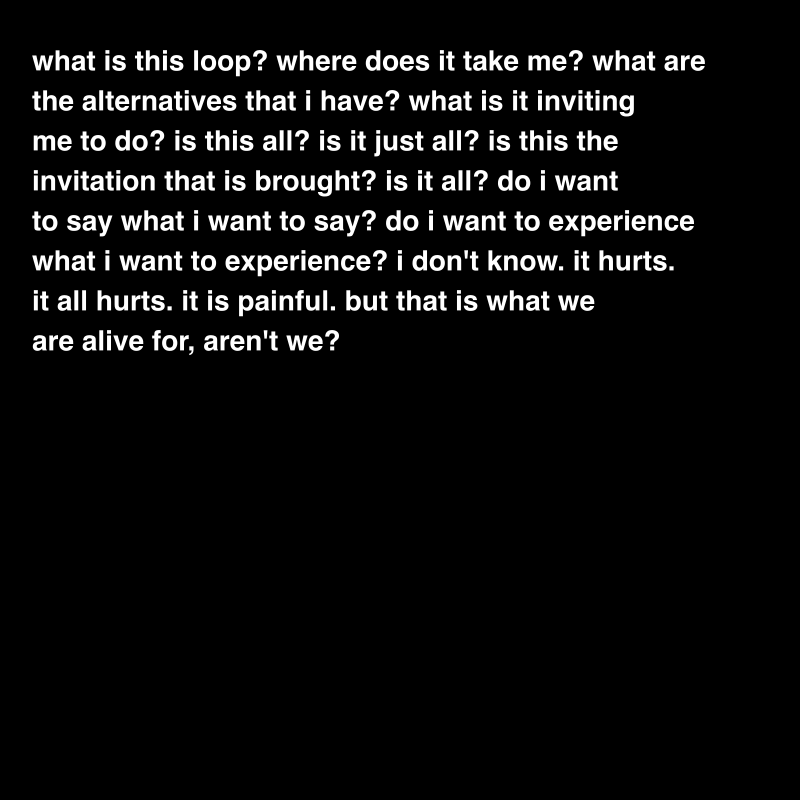 what is this loop? where does it take me? what are
the alternatives that i have? what is it inviting
me to do? is this all? is it just all? is this the
invitation that is brought? is it all? do i want
to say what i want to say? do i want to experience
what i want to experience? i don't know. it hurts.
it all hurts. it is painful. but that is what we
are alive for, aren't we?